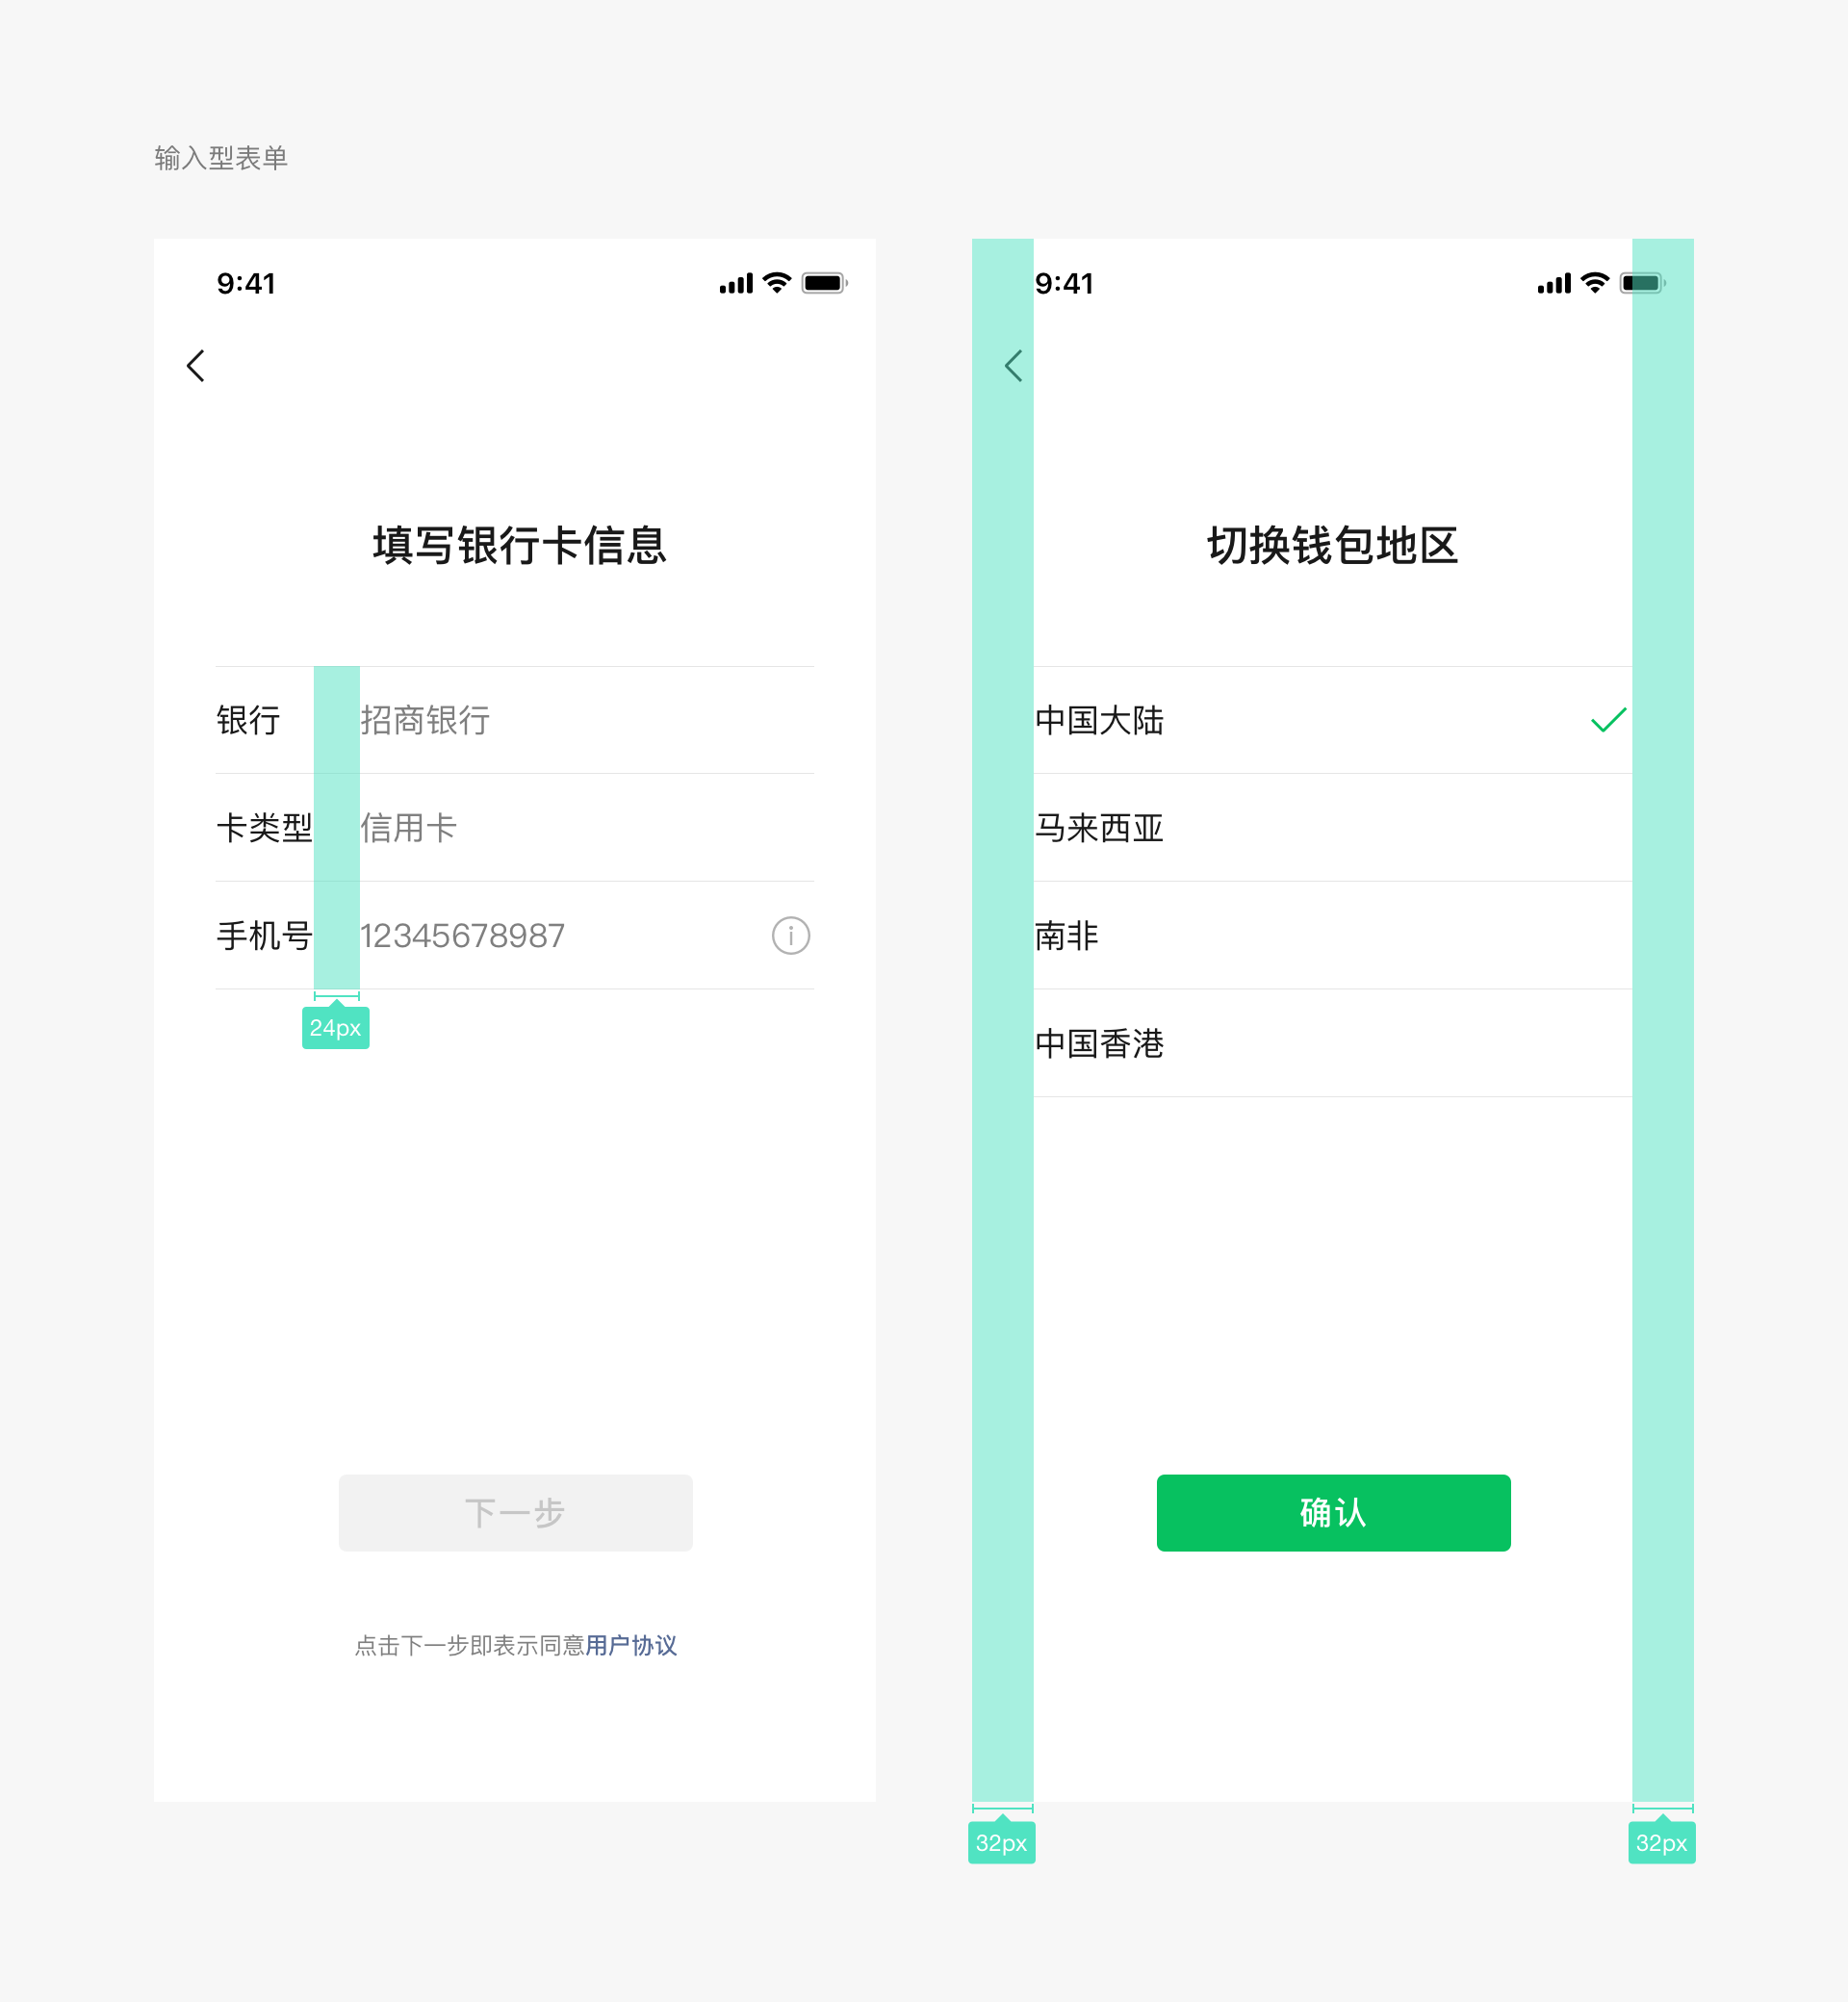 输入型表单
9:41
填写银行卡信息
银行 招商银行
卡类型 信用卡
手机号 12345678987
24px
下一步
点击下一步即表示同意用户协议
9:41
切换钱包地区
中国大陆
马来西亚
南非
中国香港
确认
32px
32px